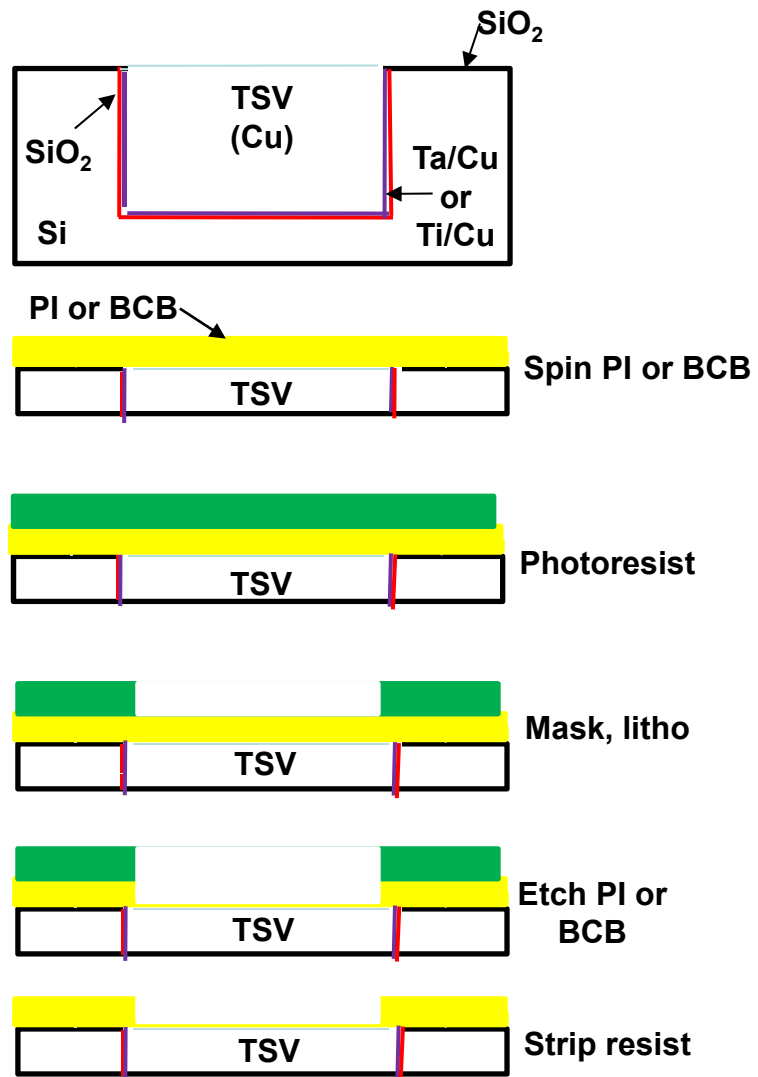 SiO₂
TSV
(Cu)
SiO₂
Ta/Cu
or
Ti/Cu
Si
PI or BCB
Spin PI or BCB
TSV
Photoresist
TSV
Mask, litho
TSV
Etch PI or
BCB
TSV
Strip resist
TSV